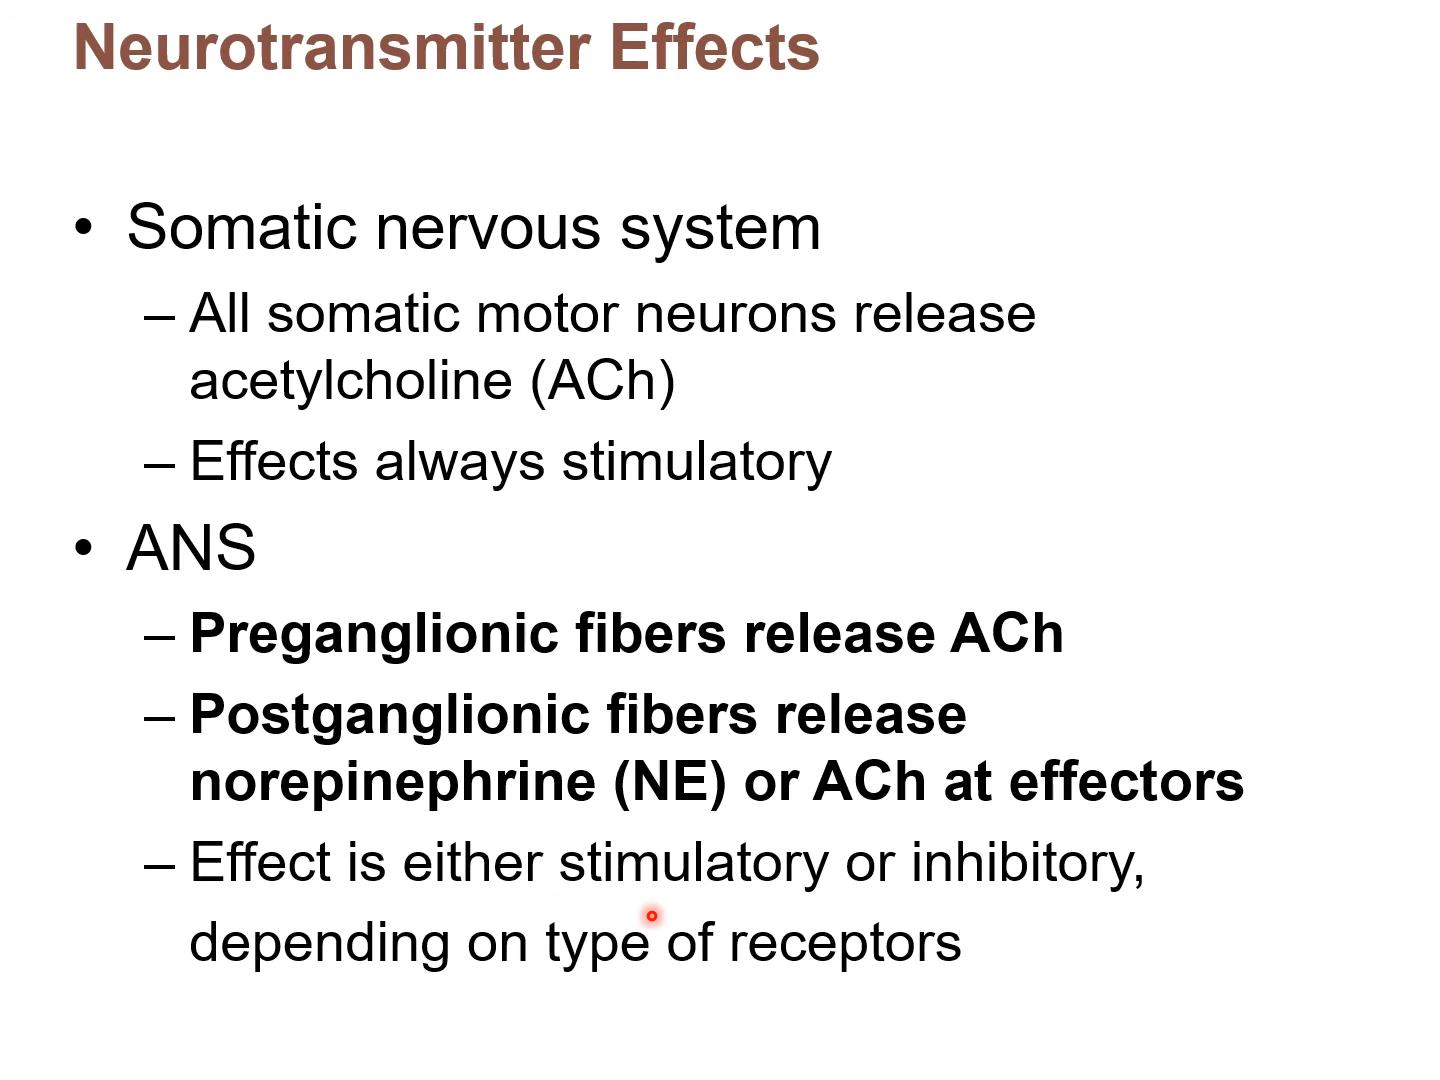 Neurotransmitter Effects
• Somatic nervous system
– All somatic motor neurons release
acetylcholine (ACh)
– Effects always stimulatory
• ANS
– Preganglionic fibers release ACh
– Postganglionic fibers release
norepinephrine (NE) or ACh at effectors
– Effect is either stimulatory or inhibitory,
depending on type of receptors